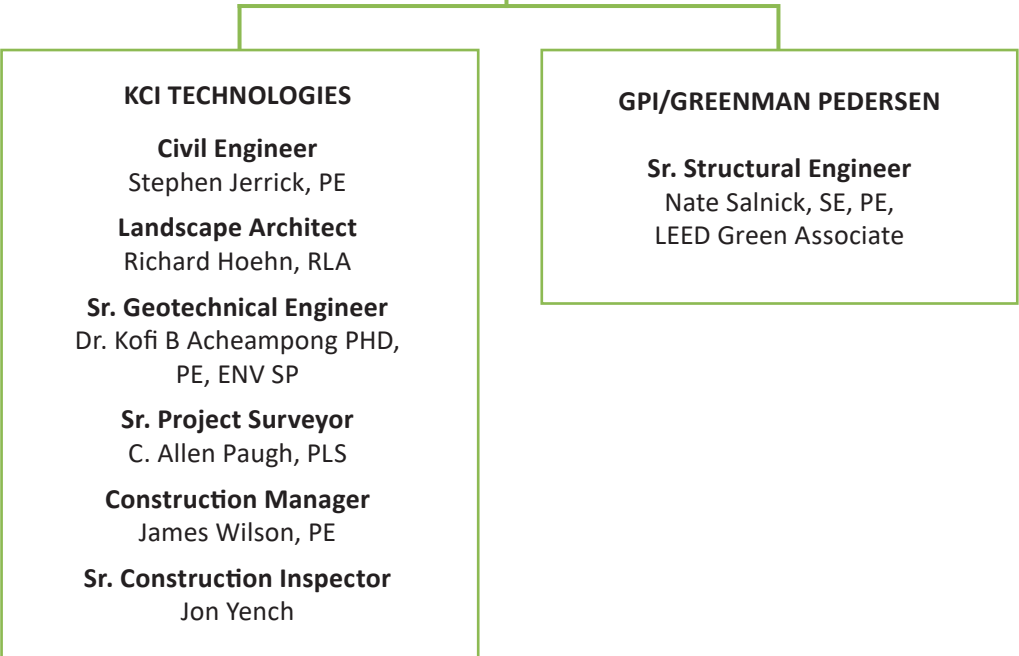 KCI TECHNOLOGIES
Civil Engineer
Stephen Jerrick, PE
Landscape Architect
Richard Hoehn, RLA
Sr. Geotechnical Engineer
Dr. Kofi B Acheampong PHD,
PE, ENV SP
Sr. Project Surveyor
C. Allen Paugh, PLS
Construction Manager
James Wilson, PE
Sr. Construction Inspector
Jon Yench
GPI/GREENMAN PEDERSEN
Sr. Structural Engineer
Nate Salnick, SE, PE,
LEED Green Associate